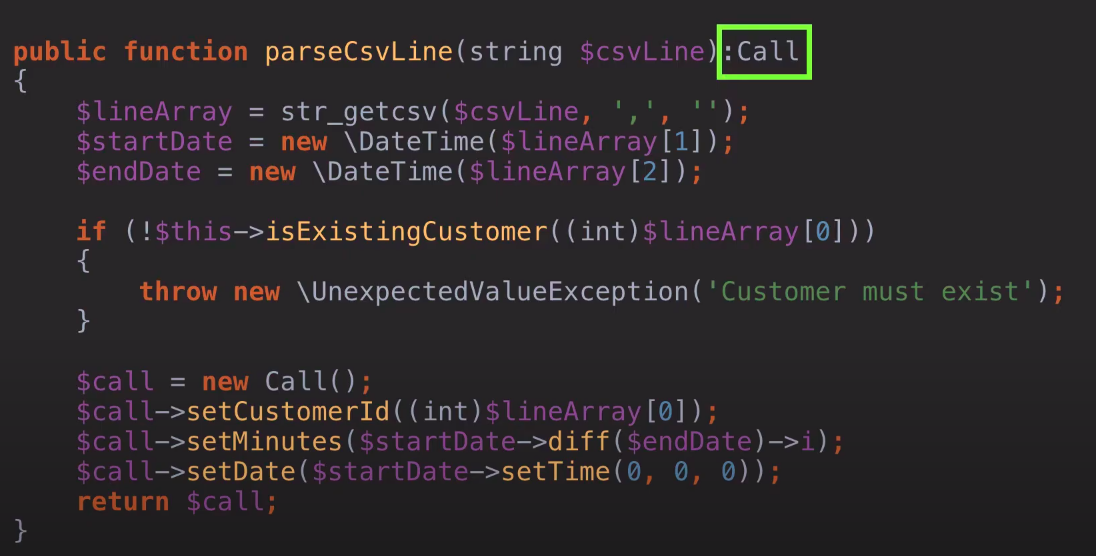 public function parseCsvLine(string $csvLine):Call
{
    $lineArray = str_getcsv($csvLine, ',', '');
    $startDate = new \DateTime($lineArray[1]);
    $endDate = new \DateTime($lineArray[2]);

    if (!$this->isExistingCustomer((int)$lineArray[0]))
    {
        throw new \UnexpectedValueException('Customer must exist');
    }

    $call = new Call();
    $call->setCustomerId((int)$lineArray[0]);
    $call->setMinutes($startDate->diff($endDate)->i);
    $call->setDate($startDate->setTime(0, 0, 0));
    return $call;
}